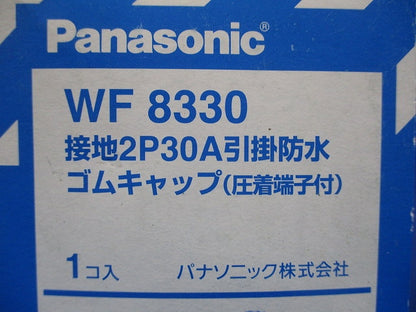 Panasonic®
WF 8330
接地2P30A引掛防水
ゴムキャップ(圧着端子付)
1コ入 パナソニック株式会社